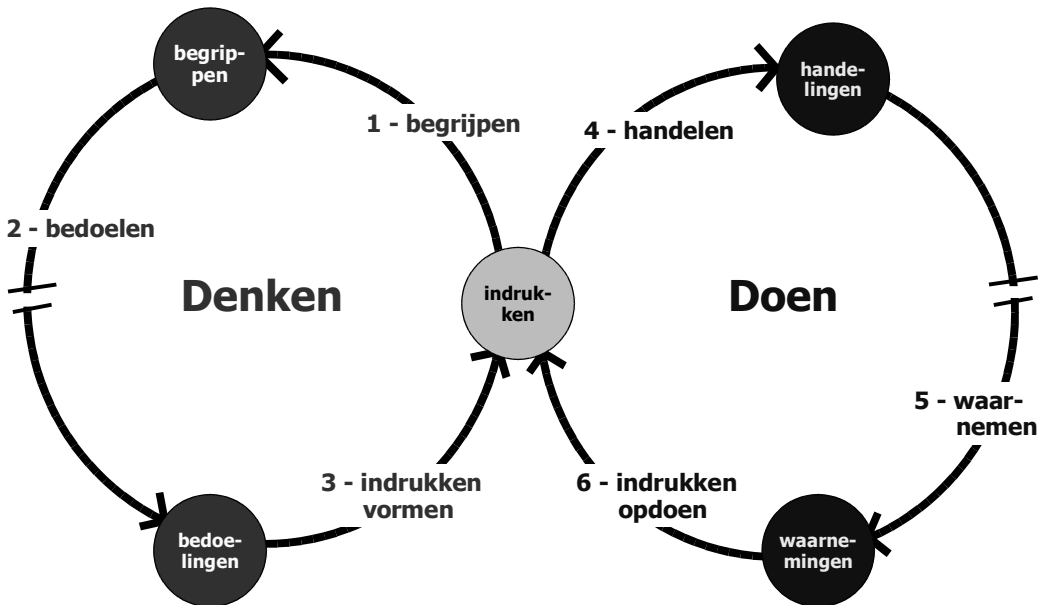 begrip-
pen
hande-
lingen
1 - begrijpen
4 - handelen
2 - bedoelen
Denken
indruk-
ken
Doen
5 - waar-
nemen
3 - indrukken
vormen
6 - indrukken
opdoen
bedoe-
lingen
waarne-
mingen